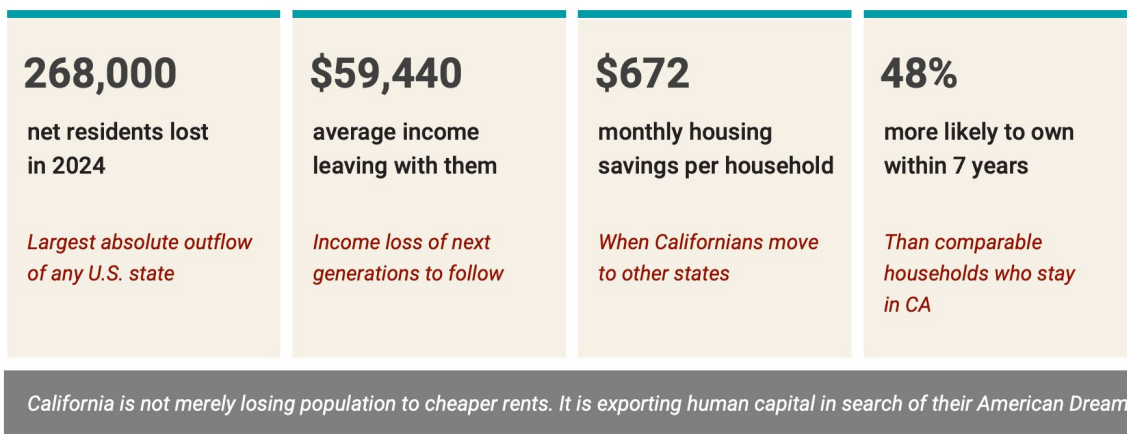 268,000
net residents lost
in 2024
Largest absolute outflow
of any U.S. state
$59,440
average income
leaving with them
Income loss of next
generations to follow
$672
monthly housing
savings per household
When Californians move
to other states
48%
more likely to own
within 7 years
Than comparable
households who stay
in CA
California is not merely losing population to cheaper rents. It is exporting human capital in search of their American Dream